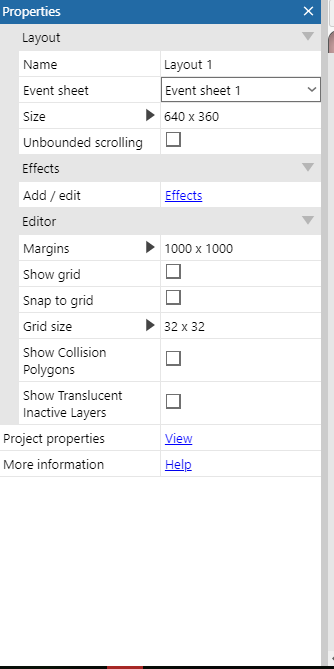 Properties
Layout
Name Layout 1
Event sheet Event sheet 1
Size 640 x 360
Unbounded scrolling
Effects
Add / edit Effects
Editor
Margins 1000 x 1000
Show grid
Snap to grid
Grid size 32 x 32
Show Collision
Polygons
Show Translucent
Inactive Layers
Project properties View
More information Help